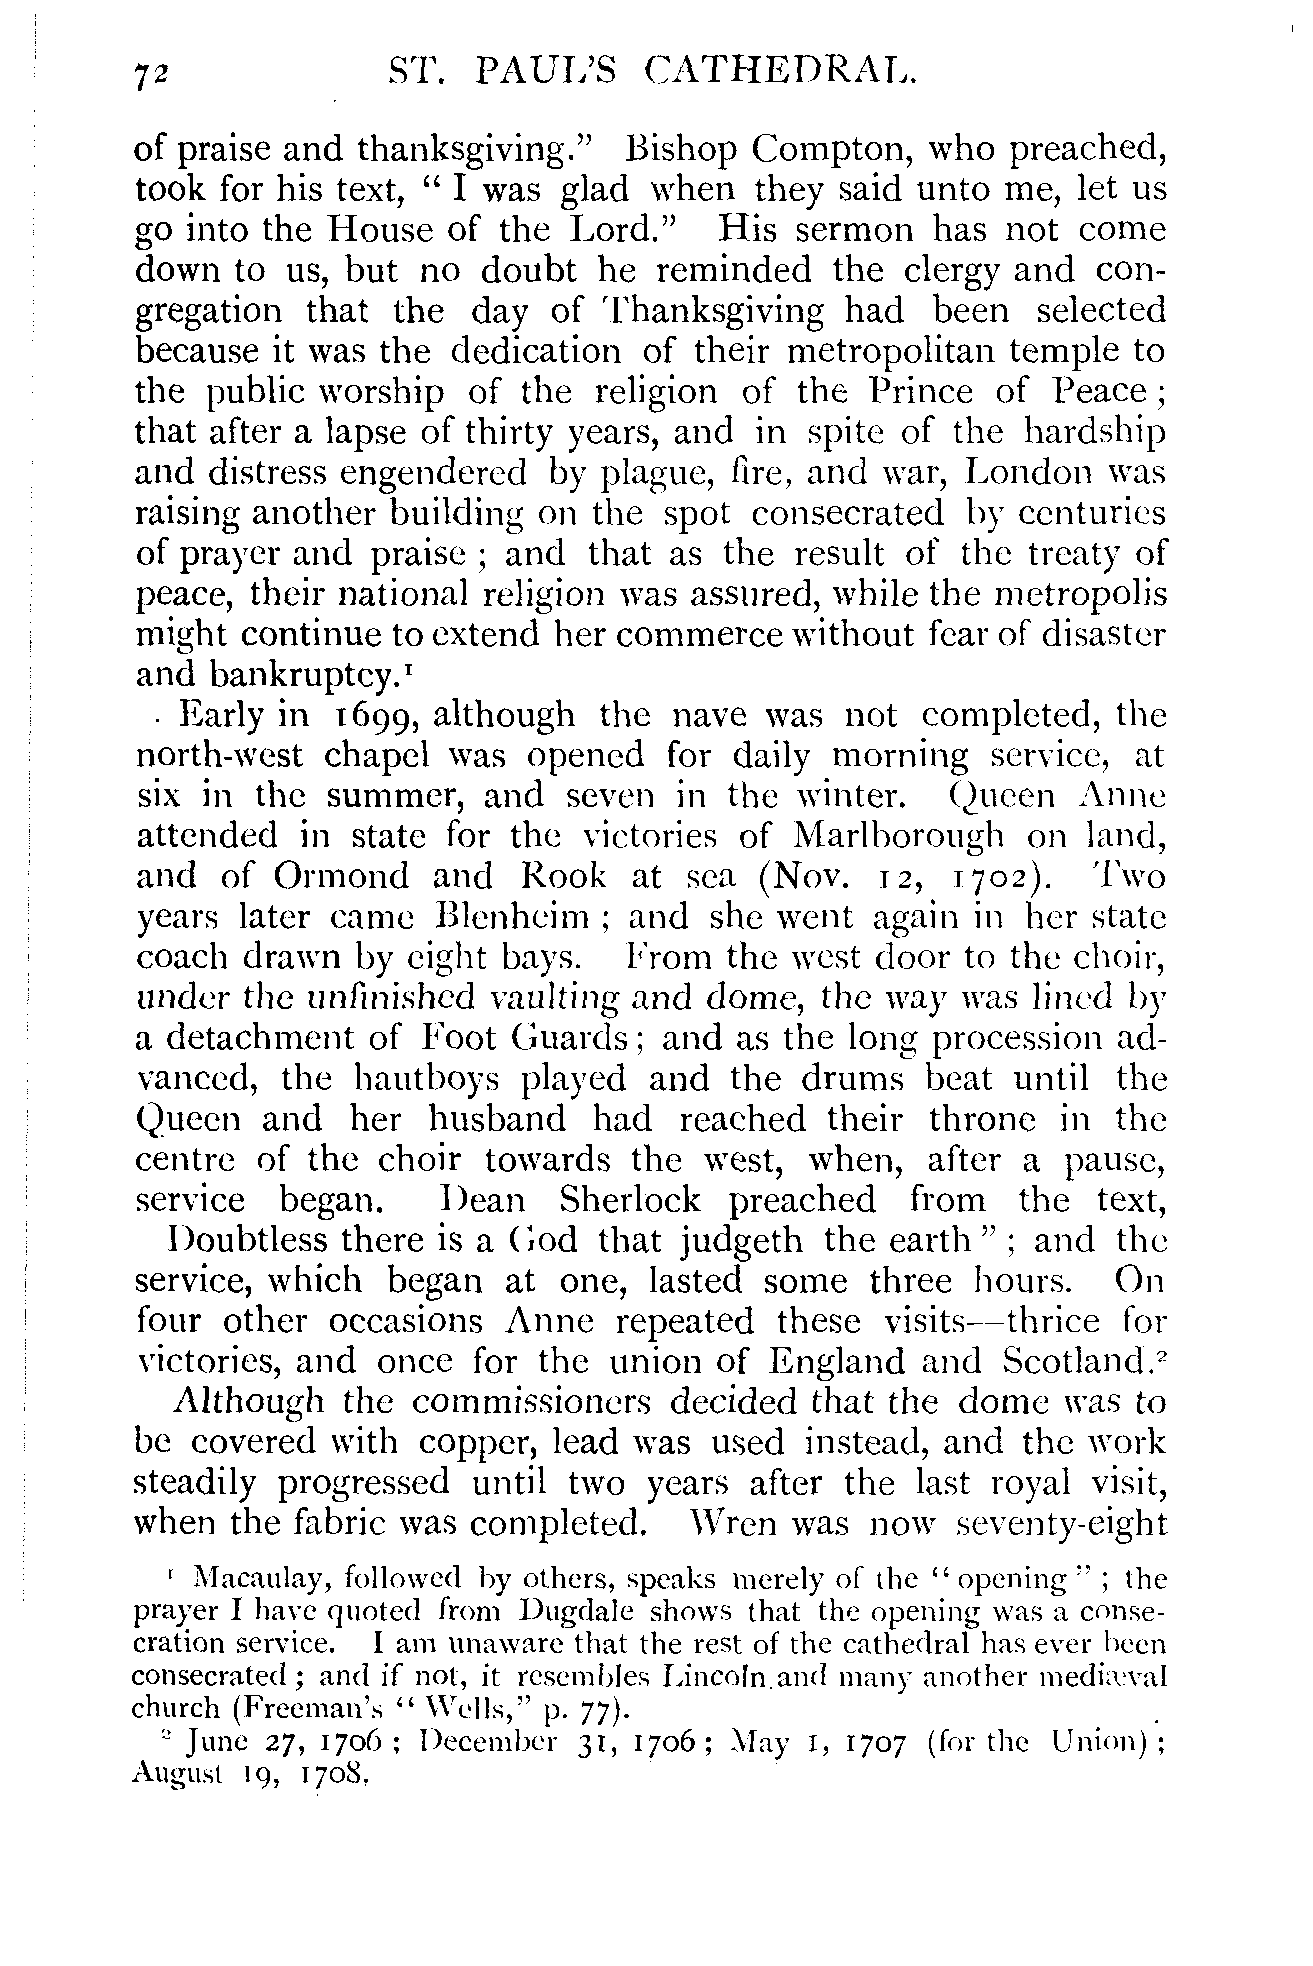 72 ST. PAUL'S CATHEDRAL.
of praise and thanksgiving.” Bishop Compton, who preached,
took for his text, “ I was glad when they said unto me, let us
go into the House of the Lord.” His sermon has not come
down to us, but no doubt he reminded the clergy and con-
gregation that the day of Thanksgiving had been selected
because it was the dedication of their metropolitan temple to
the public worship of the religion of the Prince of Peace ;
that after a lapse of thirty years, and in spite of the hardship
and distress engendered by plague, fire, and war, London was
raising another building on the spot consecrated by centuries
of prayer and praise ; and that as the result of the treaty of
peace, their national religion was assured, while the metropolis
might continue to extend her commerce without fear of disaster
and bankruptcy.¹
Early in 1699, although the nave was not completed, the
north-west chapel was opened for daily morning service, at
six in the summer, and seven in the winter. Queen Anne
attended in state for the victories of Marlborough on land,
and of Ormond and Rook at sea (Nov. 12, 1702). Two
years later came Blenheim ; and she went again in her state
coach drawn by eight bays. From the west door to the choir,
under the unfinished vaulting and dome, the way was lined by
a detachment of Foot Guards ; and as the long procession ad-
vanced, the hautboys played and the drums beat until the
Queen and her husband had reached their throne in the
centre of the choir towards the west, when, after a pause,
service began. Dean Sherlock preached from the text,
Doubtless there is a God that judgeth the earth ” ; and the
service, which began at one, lasted some three hours. On
four other occasions Anne repeated these visits—thrice for
victories, and once for the union of England and Scotland.²
Although the commissioners decided that the dome was to
be covered with copper, lead was used instead, and the work
steadily progressed until two years after the last royal visit,
when the fabric was completed. Wren was now seventy-eight
¹ Macaulay, followed by others, speaks merely of the “ opening ” ; the
prayer I have quoted from Dugdale shows that the opening was a conse-
cration service. I am unaware that the rest of the cathedral has ever been
consecrated ; and if not, it resembles Lincoln and many another mediæval
church (Freeman's “ Wells,” p. 77).
² June 27, 1706 ; December 31, 1706 ; May 1, 1707 (for the Union) ;
August 19, 1708.